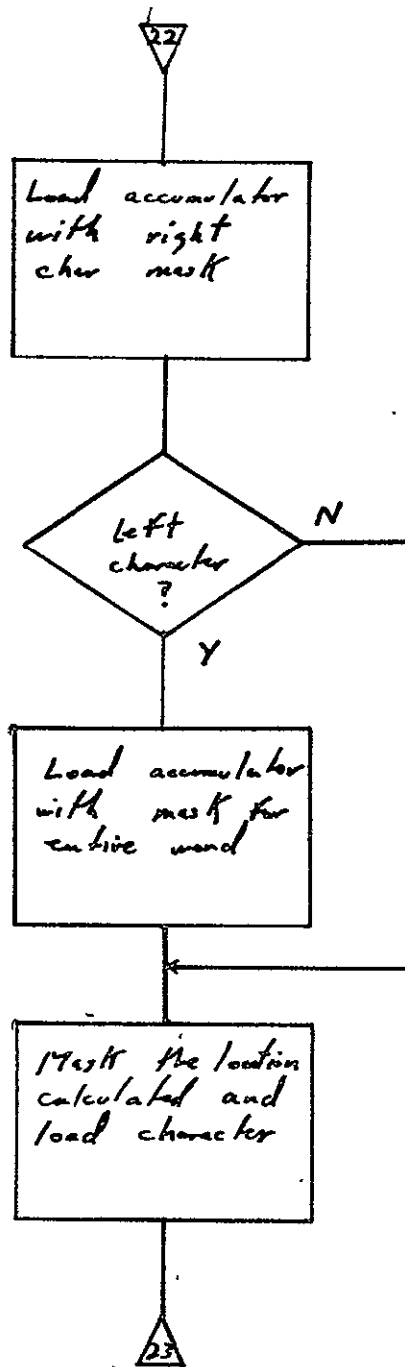 22
Load accumulator
with right
char mask
Left
character
?
N
Y
Load accumulator
with mask for
entire word
Mask the location
calculated and
load character
23